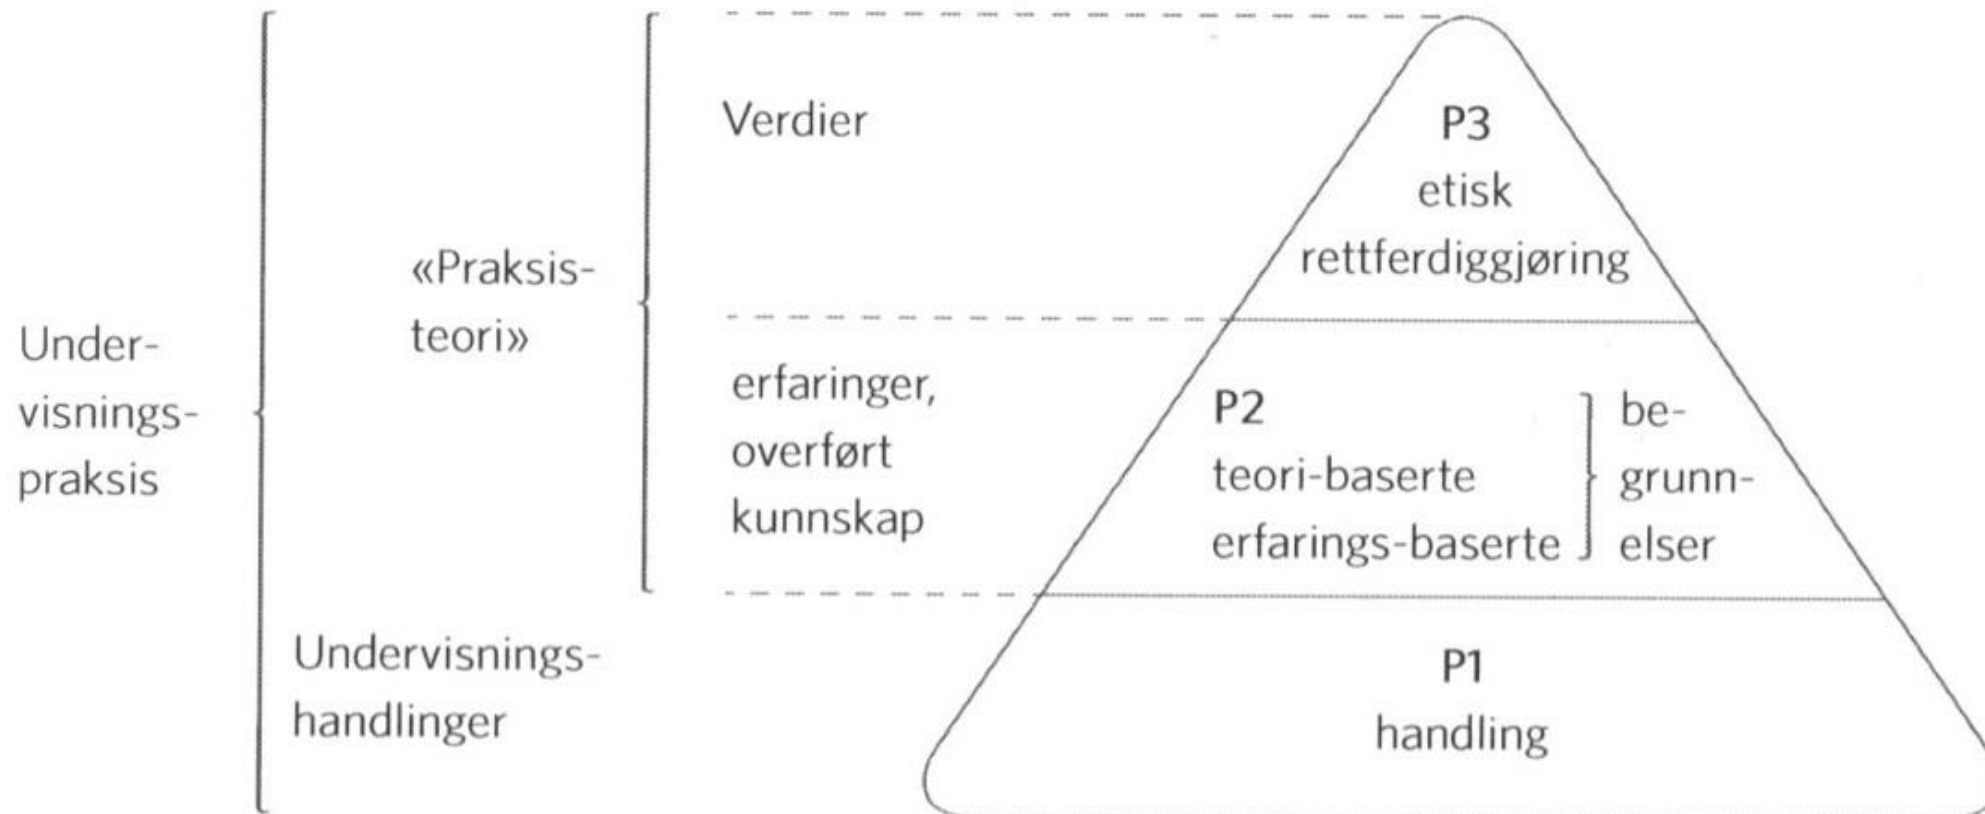 Under-
visnings-
praksis
«Praksis-
teori»
Undervisnings-
handlinger
Verdier
erfaringer,
overført
kunnskap
P3
etisk
rettferdiggjøring
P2
teori-baserte
erfarings-baserte
be-
grunn-
elser
P1
handling